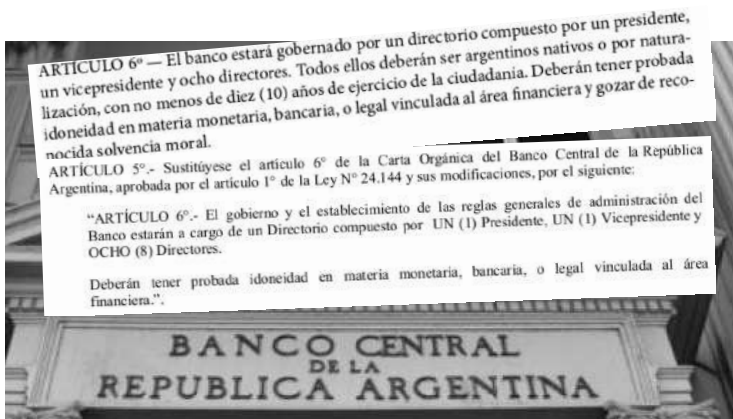 ARTÍCULO 6º — El banco estará gobernado por un directorio compuesto por un presidente,
un vicepresidente y ocho directores. Todos ellos deberán ser argentinos nativos o por natura-
lización, con no menos de diez (10) años de ejercicio de la ciudadanía. Deberán tener probada
idoneidad en materia monetaria, bancaria, o legal vinculada al área financiera y gozar de reco-
nocida solvencia moral.
ARTÍCULO 5º.- Sustitúyese el artículo 6º de la Carta Orgánica del Banco Central de la República
Argentina, aprobada por el artículo 1º de la Ley Nº 24.144 y sus modificaciones, por el siguiente:
“ARTÍCULO 6º.- El gobierno y el establecimiento de las reglas generales de administración del
Banco estarán a cargo de un Directorio compuesto por UN (1) Presidente, UN (1) Vicepresidente y
OCHO (8) Directores.
Deberán tener probada idoneidad en materia monetaria, bancaria, o legal vinculada al área
financiera.”.
BANCO CENTRAL
DE LA
REPUBLICA ARGENTINA